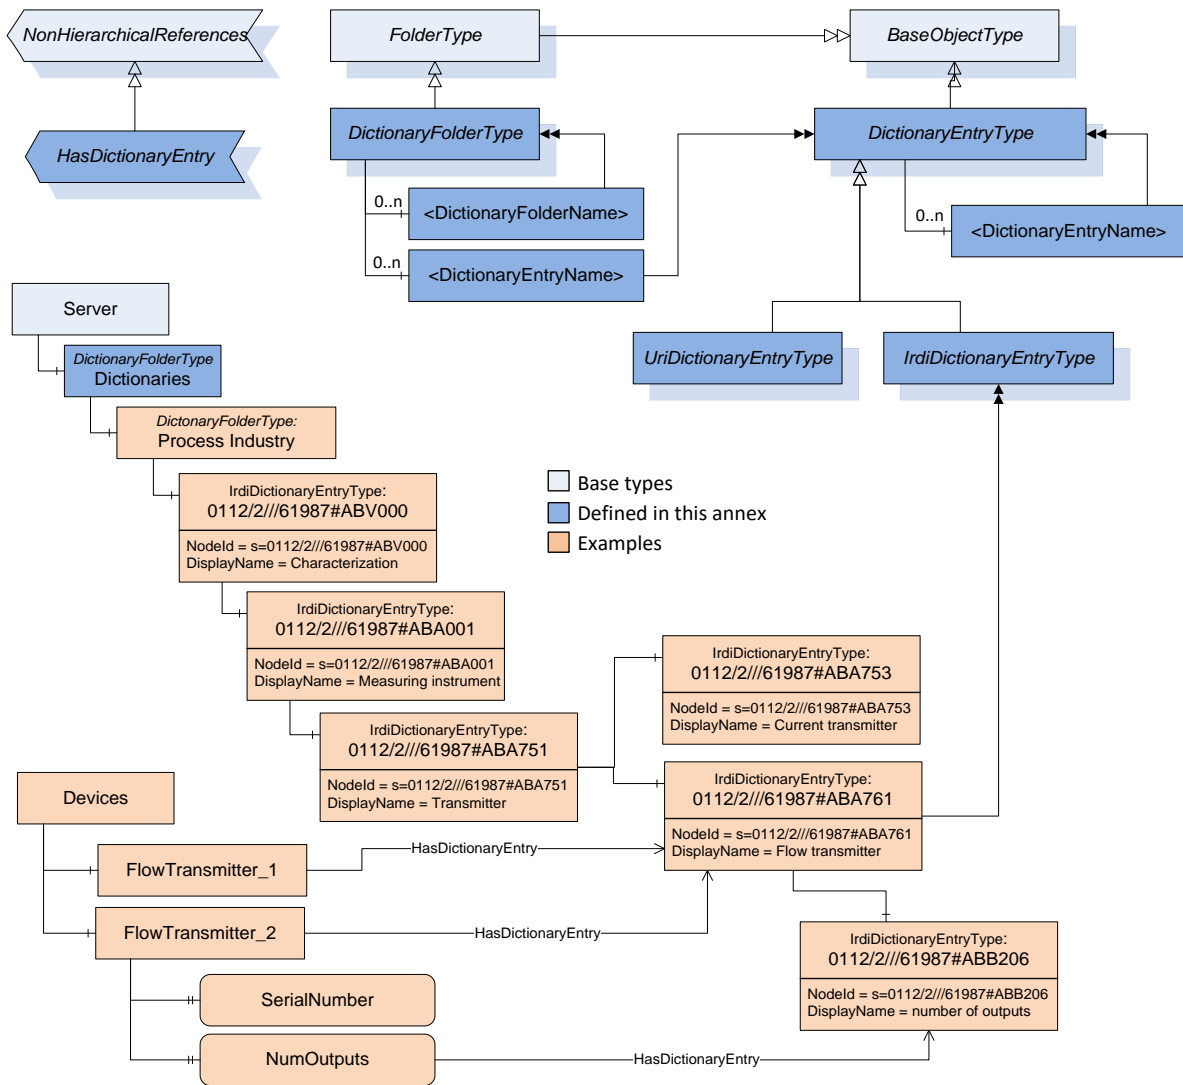 NonHierarchicalReferences
FolderType
BaseObjectType
HasDictionaryEntry
DictionaryFolderType
DictionaryEntryType
0..n
<DictionaryFolderName>
0..n
<DictionaryEntryName>
0..n
<DictionaryEntryName>
UriDictionaryEntryType
IrdiDictionaryEntryType
Server
DictionaryFolderType
Dictionaries
DictonaryFolderType:
Process Industry
Base types
Defined in this annex
Examples
IrdiDictionaryEntryType:
0112/2///61987#ABV000
NodeId = s=0112/2///61987#ABV000
DisplayName = Characterization
IrdiDictionaryEntryType:
0112/2///61987#ABA001
NodeId = s=0112/2///61987#ABA001
DisplayName = Measuring instrument
IrdiDictionaryEntryType:
0112/2///61987#ABA751
NodeId = s=0112/2///61987#ABA751
DisplayName = Transmitter
IrdiDictionaryEntryType:
0112/2///61987#ABA753
NodeId = s=0112/2///61987#ABA753
DisplayName = Current transmitter
IrdiDictionaryEntryType:
0112/2///61987#ABA761
NodeId = s=0112/2///61987#ABA761
DisplayName = Flow transmitter
Devices
FlowTransmitter_1
HasDictionaryEntry
FlowTransmitter_2
HasDictionaryEntry
IrdiDictionaryEntryType:
0112/2///61987#ABB206
NodeId = s=0112/2///61987#ABB206
DisplayName = number of outputs
SerialNumber
NumOutputs
HasDictionaryEntry